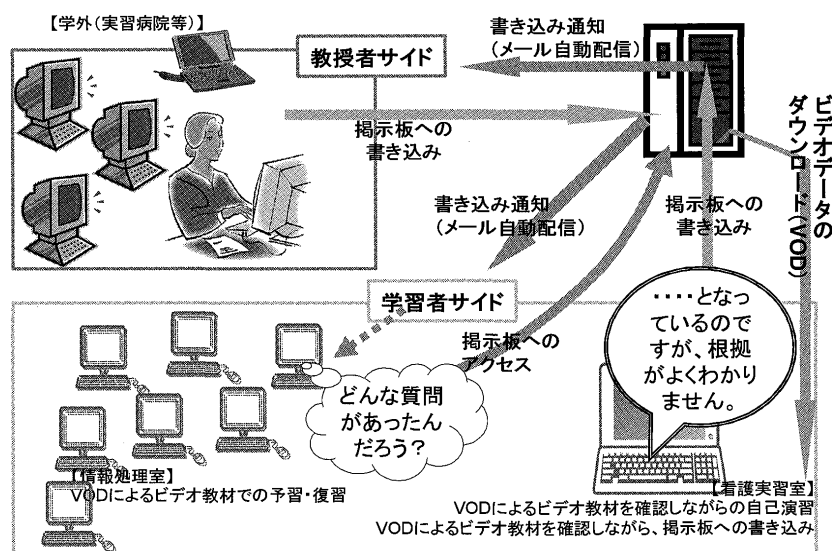 【学外（実習病院等）】
教授者サイド
書き込み通知
（メール自動配信）
掲示板への
書き込み
ビデオデータの
ダウンロード（VOD）
書き込み通知
（メール自動配信）
掲示板への
書き込み
学習者サイド
掲示板への
アクセス
どんな質問
があったん
だろう？
・・・・となっ
ているので
すが、根拠
がよくわかり
ません。
【情報処理室】
VODによるビデオ教材での予習・復習
【看護実習室】
VODによるビデオ教材を確認しながらの自己演習
VODによるビデオ教材を確認しながら、掲示板への書き込み